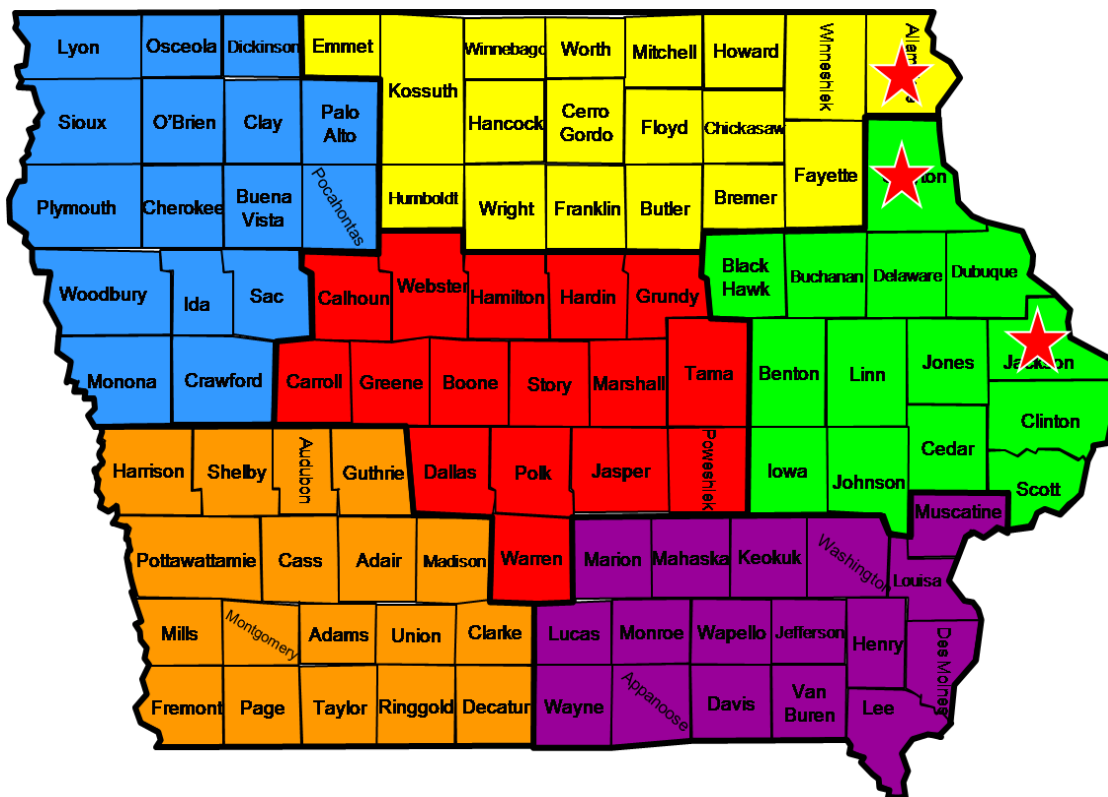 Lyon
Osceola
Dickinson
Emmet
Winnebago
Worth
Mitchell
Howard
Winneshiek
Kossuth
Sioux
O'Brien
Clay
Palo
Alto
Hancock
Cerro
Gordo
Floyd
Chickasaw
Fayette
Plymouth
Cherokee
Buena
Vista
Pocahontas
Humboldt
Wright
Franklin
Butler
Bremer
Woodbury
Ida
Sac
Calhoun
Webster
Hamilton
Hardin
Grundy
Black
Hawk
Buchanan
Delaware
Dubuque
Monona
Crawford
Carroll
Greene
Boone
Story
Marshall
Tama
Benton
Linn
Jones
Jackson
Clinton
Harrison
Shelby
Audubon
Guthrie
Dallas
Polk
Jasper
Poweshiek
Iowa
Johnson
Cedar
Scott
Muscatine
Pottawattamie
Cass
Adair
Madison
Warren
Marion
Mahaska
Keokuk
Washington
Louisa
Mills
Montgomery
Adams
Union
Clarke
Lucas
Monroe
Wapello
Jefferson
Henry
Des Moines
Fremont
Page
Taylor
Ringgold
Decatur
Wayne
Appanoose
Davis
Van
Buren
Lee